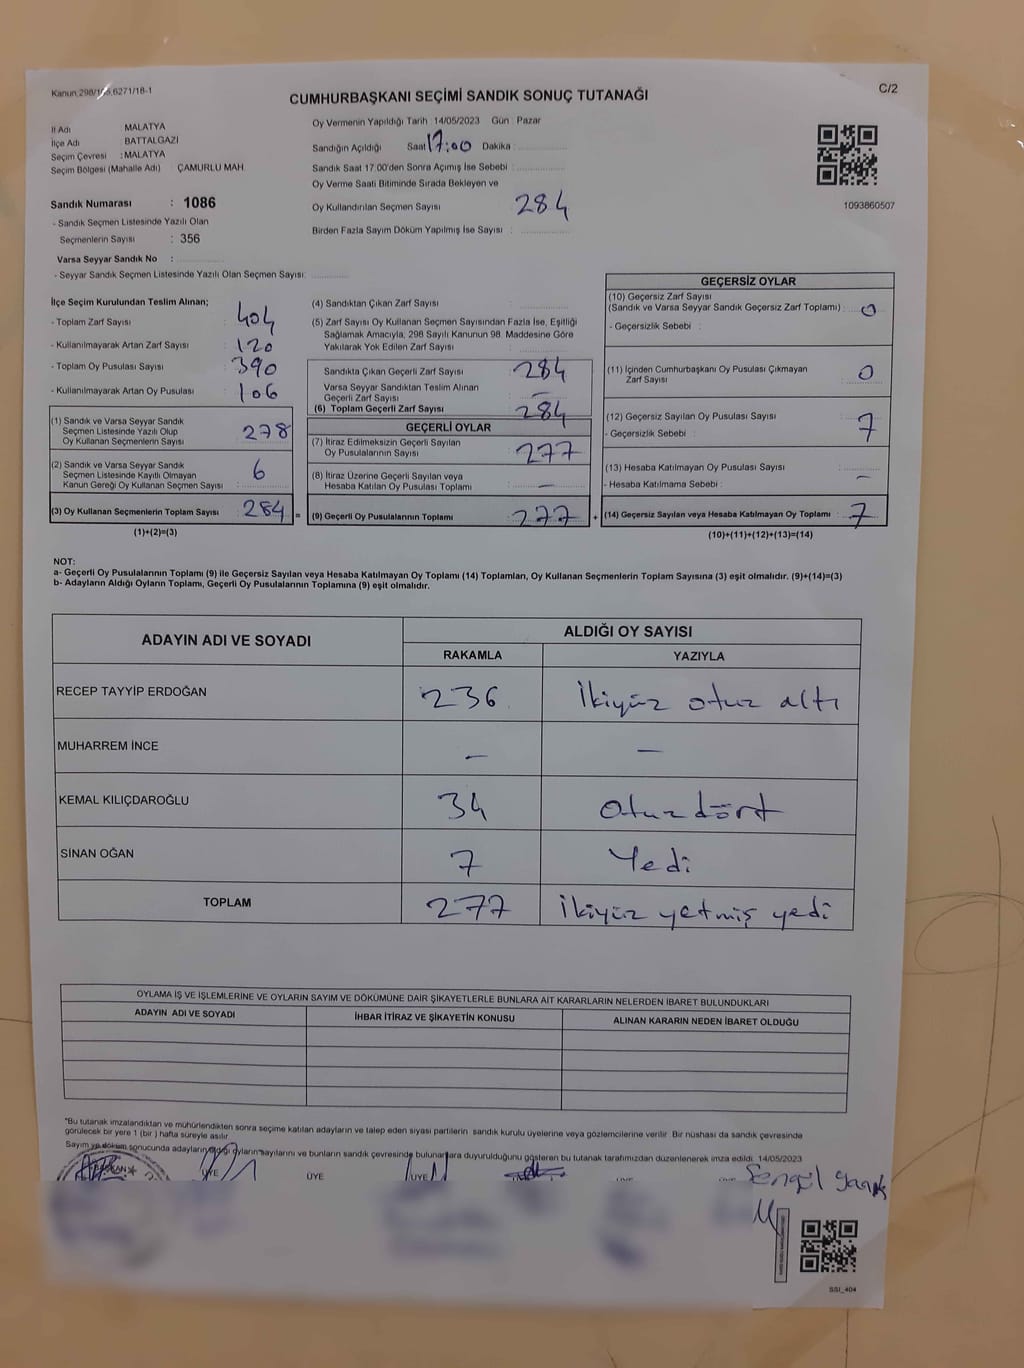 Kanun, 298/105,6271/18-1
C/2
CUMHURBAŞKANI SEÇİMİ SANDIK SONUÇ TUTANAĞI
İl Adı MALATYA
İlçe Adı BATTALGAZİ
Seçim Çevresi : MALATYA
Seçim Bölgesi (Mahalle Adı) ÇAMURLU MAH
Sandık Numarası : 1086
- Sandık Seçmen Listesinde Yazılı Olan
Seçmenlerin Sayısı : 356
Varsa Seyyar Sandık No :
- Seyyar Sandık Seçmen Listesinde Yazılı Olan Seçmen Sayısı:
Oy Vermenin Yapıldığı Tarih : 14/05/2023 Gün : Pazar
Sandığın Açıldığı Saat 17:00 Dakika :
Sandık Saat 17:00'den Sonra Açımış İse Sebebi :
Oy Verme Saati Bitiminde Sırada Bekleyen ve
Oy Kullandırılan Seçmen Sayısı 284
Birden Fazla Sayım Döküm Yapılmış İse Sayısı :
1093860507
İlçe Seçim Kurulundan Teslim Alınan;
- Toplam Zarf Sayısı 404
- Kullanılmayarak Artan Zarf Sayısı : 120
- Toplam Oy Pusulası Sayısı 390
- Kullanılmayarak Artan Oy Pusulası : 106
(1) Sandık ve Varsa Seyyar Sandık
Seçmen Listesinde Yazılı Olup
Oy Kullanan Seçmenlerin Sayısı 278
(2) Sandık ve Varsa Seyyar Sandık
Seçmen Listesinde Kayıtlı Olmayan
Kanun Gereği Oy Kullanan Seçmen Sayısı 6
(3) Oy Kullanan Seçmenlerin Toplam Sayısı 284 =
(1)+(2)=(3)
(4) Sandıktan Çıkan Zarf Sayısı :
(5) Zarf Sayısı Oy Kullanan Seçmen Sayısından Fazla İse, Eşitliği
Sağlamak Amacıyla, 298 Sayılı Kanunun 98. Maddesine Göre
Yakılarak Yok Edilen Zarf Sayısı :
Sandıkta Çıkan Geçerli Zarf Sayısı : 284
Varsa Seyyar Sandıktan Teslim Alınan
Geçerli Zarf Sayısı : —
(6) Toplam Geçerli Zarf Sayısı 284
GEÇERLİ OYLAR
(7) İtiraz Edilmeksizin Geçerli Sayılan
Oy Pusulalarının Sayısı : 277
(8) İtiraz Üzerine Geçerli Sayılan veya
Hesaba Katılan Oy Pusulası Toplamı : —
(9) Geçerli Oy Pusulalarının Toplamı : 277 +
GEÇERSİZ OYLAR
(10) Geçersiz Zarf Sayısı
(Sandık ve Varsa Seyyar Sandık Geçersiz Zarf Toplamı) : 0
- Geçersizlik Sebebi :
(11) İçinden Cumhurbaşkanı Oy Pusulası Çıkmayan
Zarf Sayısı : 0
(12) Geçersiz Sayılan Oy Pusulası Sayısı : 7
- Geçersizlik Sebebi :
(13) Hesaba Katılmayan Oy Pusulası Sayısı :
- Hesaba Katılmama Sebebi : —
(14) Geçersiz Sayılan veya Hesaba Katılmayan Oy Toplamı : 7
(10)+(11)+(12)+(13)=(14)
NOT:
a- Geçerli Oy Pusulalarının Toplamı (9) ile Geçersiz Sayılan veya Hesaba Katılmayan Oy Toplamı (14) Toplamları, Oy Kullanan Seçmenlerin Toplam Sayısına (3) eşit olmalıdır. (9)+(14)=(3)
b- Adayların Aldığı Oyların Toplamı, Geçerli Oy Pusulalarının Toplamına (9) eşit olmalıdır.
ADAYIN ADI VE SOYADI ALDIĞI OY SAYISI
RAKAMLA YAZIYLA
RECEP TAYYİP ERDOĞAN 236 İkiyüz otuz altı
MUHARREM İNCE — —
KEMAL KILIÇDAROĞLU 34 Otuzdört
SİNAN OĞAN 7 Yedi
TOPLAM 277 İkiyüz yetmiş yedi
OYLAMA İŞ VE İŞLEMLERİNE VE OYLARIN SAYIM VE DÖKÜMÜNE DAİR ŞİKAYETLERLE BUNLARA AİT KARARLARIN NELERDEN İBARET BULUNDUKLARI
ADAYIN ADI VE SOYADI İHBAR İTİRAZ VE ŞİKAYETİN KONUSU ALINAN KARARIN NEDEN İBARET OLDUĞU
"Bu tutanak imzalandıktan ve mühürlendikten sonra seçime katılan adayların ve talep eden siyasi partilerin sandık kurulu üyelerine veya gözlemcilerine verilir. Bir nüshası da sandık çevresinde
görülecek bir yere 1 (bir) hafta süreyle asılır
Sayım ve döküm sonucunda adayların aldığı oyların sayılarını ve bunların sandık çevresinde bulunanlara duyurulduğunu gösteren bu tutanak tarafımızdan düzenlenerek imza edildi. 14/05/2023
BAŞKAN ÜYE ÜYE ÜYE
Şengül
SSI_404